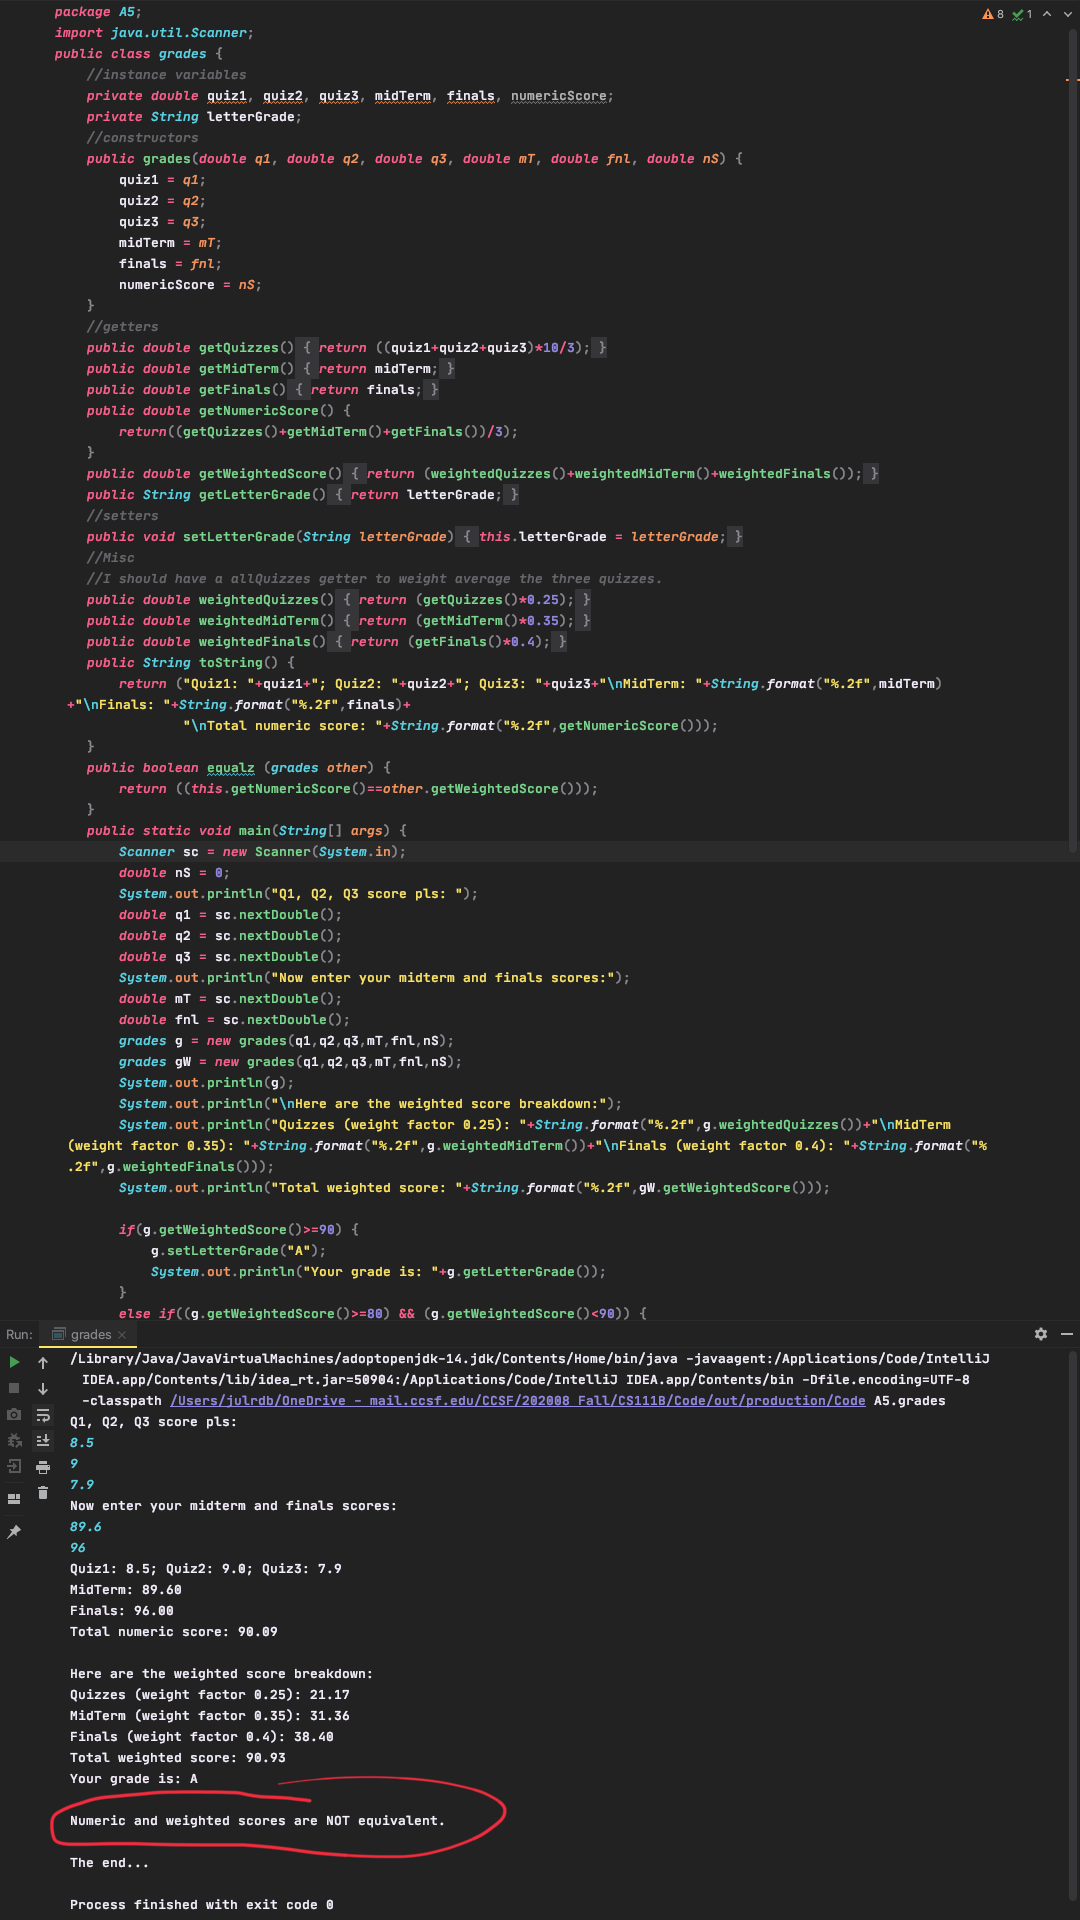 package A5;
⚠ 8 ✓ 1
import java.util.Scanner;
public class grades {
//instance variables
private double quiz1, quiz2, quiz3, midTerm, finals, numericScore;
private String letterGrade;
//constructors
public grades(double q1, double q2, double q3, double mT, double fnl, double nS) {
quiz1 = q1;
quiz2 = q2;
quiz3 = q3;
midTerm = mT;
finals = fnl;
numericScore = nS;
}
//getters
public double getQuizzes() { return ((quiz1+quiz2+quiz3)*10/3); }
public double getMidTerm() { return midTerm; }
public double getFinals() { return finals; }
public double getNumericScore() {
return((getQuizzes()+getMidTerm()+getFinals())/3);
}
public double getWeightedScore() { return (weightedQuizzes()+weightedMidTerm()+weightedFinals()); }
public String getLetterGrade() { return letterGrade; }
//setters
public void setLetterGrade(String letterGrade) { this.letterGrade = letterGrade; }
//Misc
//I should have a allQuizzes getter to weight average the three quizzes.
public double weightedQuizzes() { return (getQuizzes()*0.25); }
public double weightedMidTerm() { return (getMidTerm()*0.35); }
public double weightedFinals() { return (getFinals()*0.4); }
public String toString() {
return ("Quiz1: "+quiz1+"; Quiz2: "+quiz2+"; Quiz3: "+quiz3+"\nMidTerm: "+String.format("%.2f",midTerm)
+"\nFinals: "+String.format("%.2f",finals)+
"\nTotal numeric score: "+String.format("%.2f",getNumericScore()));
}
public boolean equalz (grades other) {
return ((this.getNumericScore()==other.getWeightedScore()));
}
public static void main(String[] args) {
Scanner sc = new Scanner(System.in);
double nS = 0;
System.out.println("Q1, Q2, Q3 score pls: ");
double q1 = sc.nextDouble();
double q2 = sc.nextDouble();
double q3 = sc.nextDouble();
System.out.println("Now enter your midterm and finals scores:");
double mT = sc.nextDouble();
double fnl = sc.nextDouble();
grades g = new grades(q1,q2,q3,mT,fnl,nS);
grades gW = new grades(q1,q2,q3,mT,fnl,nS);
System.out.println(g);
System.out.println("\nHere are the weighted score breakdown:");
System.out.println("Quizzes (weight factor 0.25): "+String.format("%.2f",g.weightedQuizzes())+"\nMidTerm
(weight factor 0.35): "+String.format("%.2f",g.weightedMidTerm())+"\nFinals (weight factor 0.4): "+String.format("%
.2f",g.weightedFinals()));
System.out.println("Total weighted score: "+String.format("%.2f",gW.getWeightedScore()));
if(g.getWeightedScore()>=90) {
g.setLetterGrade("A");
System.out.println("Your grade is: "+g.getLetterGrade());
}
else if((g.getWeightedScore()>=80) && (g.getWeightedScore()<90)) {
Run: grades
/Library/Java/JavaVirtualMachines/adoptopenjdk-14.jdk/Contents/Home/bin/java -javaagent:/Applications/Code/IntelliJ
IDEA.app/Contents/lib/idea_rt.jar=50904:/Applications/Code/IntelliJ IDEA.app/Contents/bin -Dfile.encoding=UTF-8
-classpath /Users/julrdb/OneDrive - mail.ccsf.edu/CCSF/202008 Fall/CS111B/Code/out/production/Code A5.grades
Q1, Q2, Q3 score pls:
8.5
9
7.9
Now enter your midterm and finals scores:
89.6
96
Quiz1: 8.5; Quiz2: 9.0; Quiz3: 7.9
MidTerm: 89.60
Finals: 96.00
Total numeric score: 90.09
Here are the weighted score breakdown:
Quizzes (weight factor 0.25): 21.17
MidTerm (weight factor 0.35): 31.36
Finals (weight factor 0.4): 38.40
Total weighted score: 90.93
Your grade is: A
Numeric and weighted scores are NOT equivalent.
The end...
Process finished with exit code 0